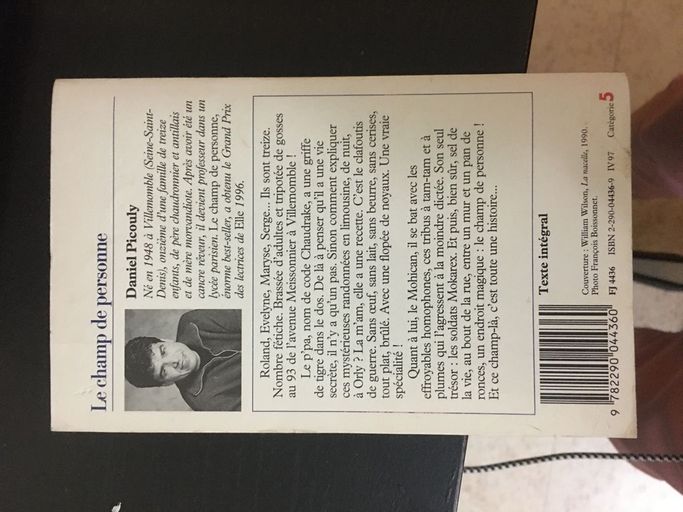 Le champ de personne
Daniel Picouly
Né en 1948 à Villemomble (Seine-Saint-
Denis), onzième d'une famille de treize
enfants, de père chaudronnier et antillais
et de mère morvandiote. Après avoir été un
cancre rêveur, il devient professeur dans un
lycée parisien. Le champ de personne,
énorme best-seller, a obtenu le Grand Prix
des lectrices de Elle 1996.
Roland, Evelyne, Maryse, Serge... Ils sont treize.
Nombre fétiche. Brassée d'adultes et tripotée de gosses
au 93 de l'avenue Meissonnier à Villemomble !
Le p'pa, nom de code Chaudrake, a une griffe
de tigre dans le dos. De là à penser qu'il a une vie
secrète, il n'y a qu'un pas. Sinon comment expliquer
ces mystérieuses randonnées en limousine, de nuit,
à Orly ? La m'am, elle a une recette. C'est le clafoutis
de guerre. Sans œuf, sans lait, sans beurre, sans cerises,
tout plat, brûlé. Avec une flopée de noyaux. Une vraie
spécialité !
Quant à lui, le Mohican, il se bat avec les
effroyables homophones, ces tribus à tam-tam et à
plumes qui l'agressent à la moindre dictée. Son seul
trésor : les soldats Mokarex. Et puis, bien sûr, sel de
la vie, au bout de la rue, entre un mur et un pan de
ronces, un endroit magique : le champ de personne !
Et ce champ-là, c'est toute une histoire...
Texte intégral
Couverture : William Wilson, La nacelle, 1990.
Photo François Boissonnet.
FJ 4436 ISBN 2-290-04436-9 IV 97 Catégorie 5
9 782290 044360